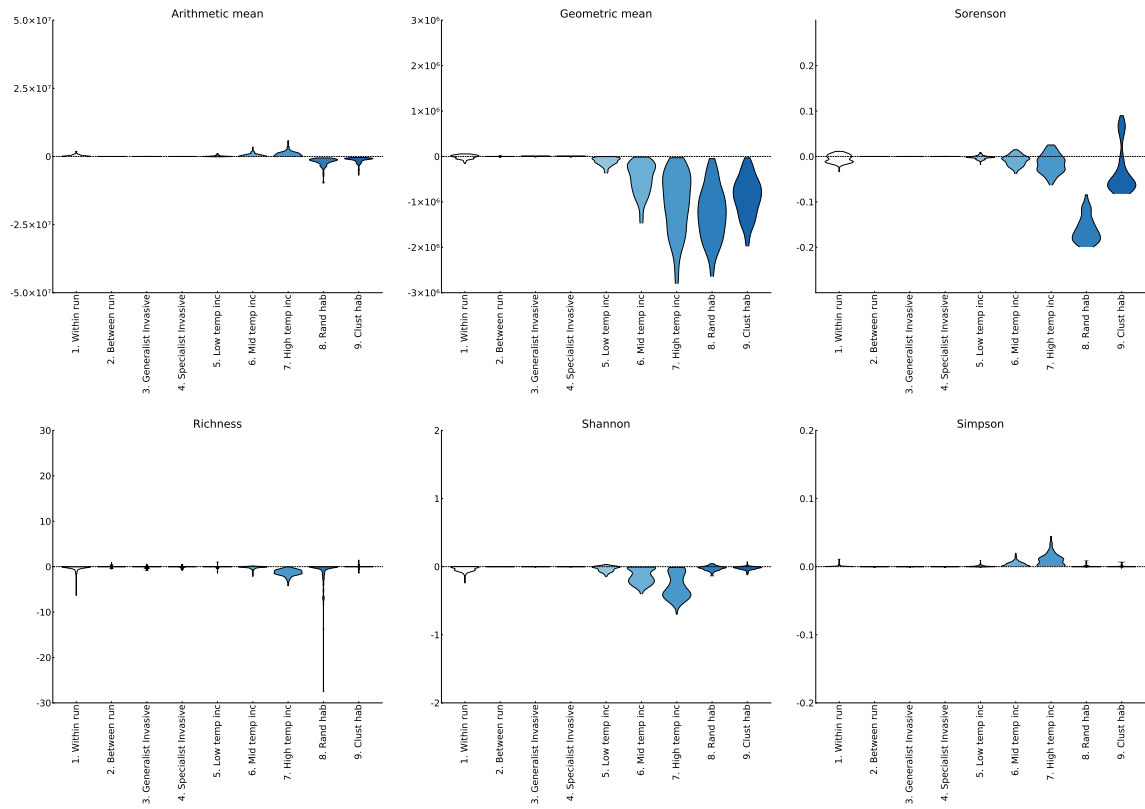 Arithmetic mean
5.0×10⁷
2.5×10⁷
0
-2.5×10⁷
-5.0×10⁷
1. Within run
2. Between run
3. Generalist Invasive
4. Specialist Invasive
5. Low temp inc
6. Mid temp inc
7. High temp inc
8. Rand hab
9. Clust hab
Geometric mean
3×10⁶
2×10⁶
1×10⁶
0
-1×10⁶
-2×10⁶
-3×10⁶
1. Within run
2. Between run
3. Generalist Invasive
4. Specialist Invasive
5. Low temp inc
6. Mid temp inc
7. High temp inc
8. Rand hab
9. Clust hab
Sorenson
0.2
0.1
0.0
-0.1
-0.2
1. Within run
2. Between run
3. Generalist Invasive
4. Specialist Invasive
5. Low temp inc
6. Mid temp inc
7. High temp inc
8. Rand hab
9. Clust hab
Richness
30
20
10
0
-10
-20
-30
1. Within run
2. Between run
3. Generalist Invasive
4. Specialist Invasive
5. Low temp inc
6. Mid temp inc
7. High temp inc
8. Rand hab
9. Clust hab
Shannon
2
1
0
-1
-2
1. Within run
2. Between run
3. Generalist Invasive
4. Specialist Invasive
5. Low temp inc
6. Mid temp inc
7. High temp inc
8. Rand hab
9. Clust hab
Simpson
0.2
0.1
0.0
-0.1
-0.2
1. Within run
2. Between run
3. Generalist Invasive
4. Specialist Invasive
5. Low temp inc
6. Mid temp inc
7. High temp inc
8. Rand hab
9. Clust hab